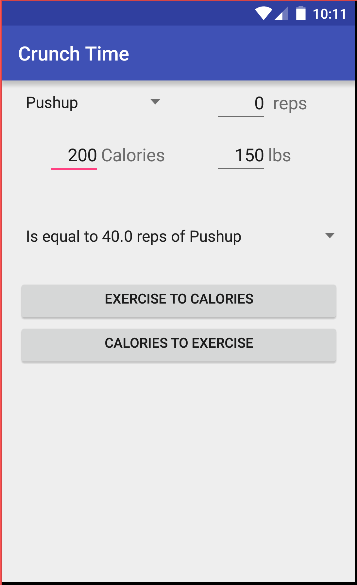 10:11
Crunch Time
Pushup 0 reps
200 Calories 150 lbs
Is equal to 40.0 reps of Pushup
EXERCISE TO CALORIES
CALORIES TO EXERCISE